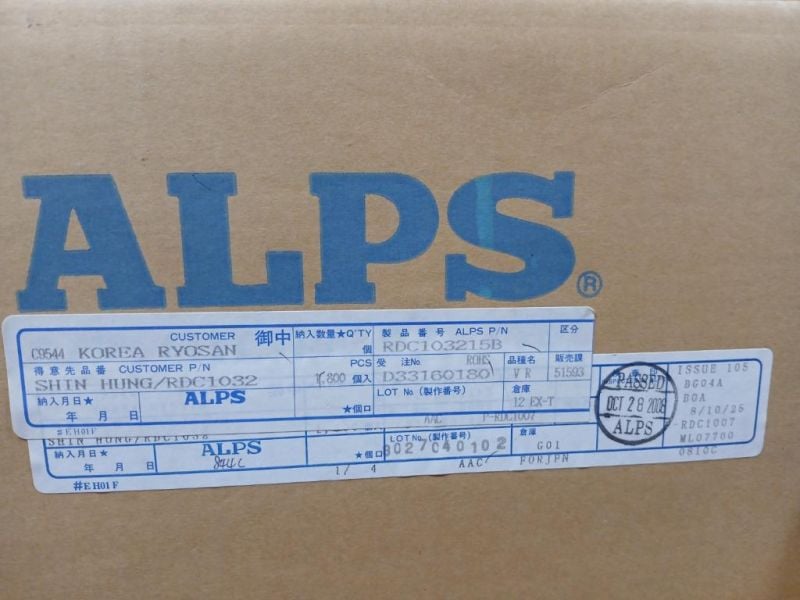 ALPS®
CUSTOMER 御中 納入数量★Q'TY 製品番号 ALPS P/N 区分
C9544 KOREA RYOSAN 個 RDC103215B
得意先品番 CUSTOMER P/N PCS 受注No. ROHS 品種名 販売課
SHIN HUNG/RDC1032 1,800 個入 D33160180 VR 51593
納入月日★ ALPS LOT No.(製作番号) 倉庫
年 月 日 ★個口 12 EX-T
#EH01F AAC P-RDC1007
PASSED
OCT 28 2008
ALPS
ISSUE 105
BG04A
B0A
8/10/25
-RDC1007
ML07700
0810C
SHIN HUNG/RDC1032 LOT No.(製作番号) 倉庫
納入月日★ ALPS 8027040102 G01
年 月 日 ★個口 AAC FORJPN
1/ 4
#EH01F